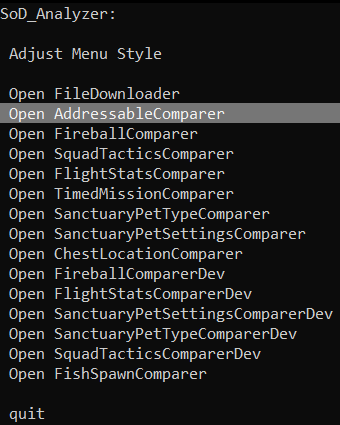 SoD_Analyzer:
Adjust Menu Style
Open FileDownloader
Open AddressableComparer
Open FireballComparer
Open SquadTacticsComparer
Open FlightStatsComparer
Open TimedMissionComparer
Open SanctuaryPetTypeComparer
Open SanctuaryPetSettingsComparer
Open ChestLocationComparer
Open FireballComparerDev
Open FlightStatsComparerDev
Open SanctuaryPetSettingsComparerDev
Open SanctuaryPetTypeComparerDev
Open SquadTacticsComparerDev
Open FishSpawnComparer
quit